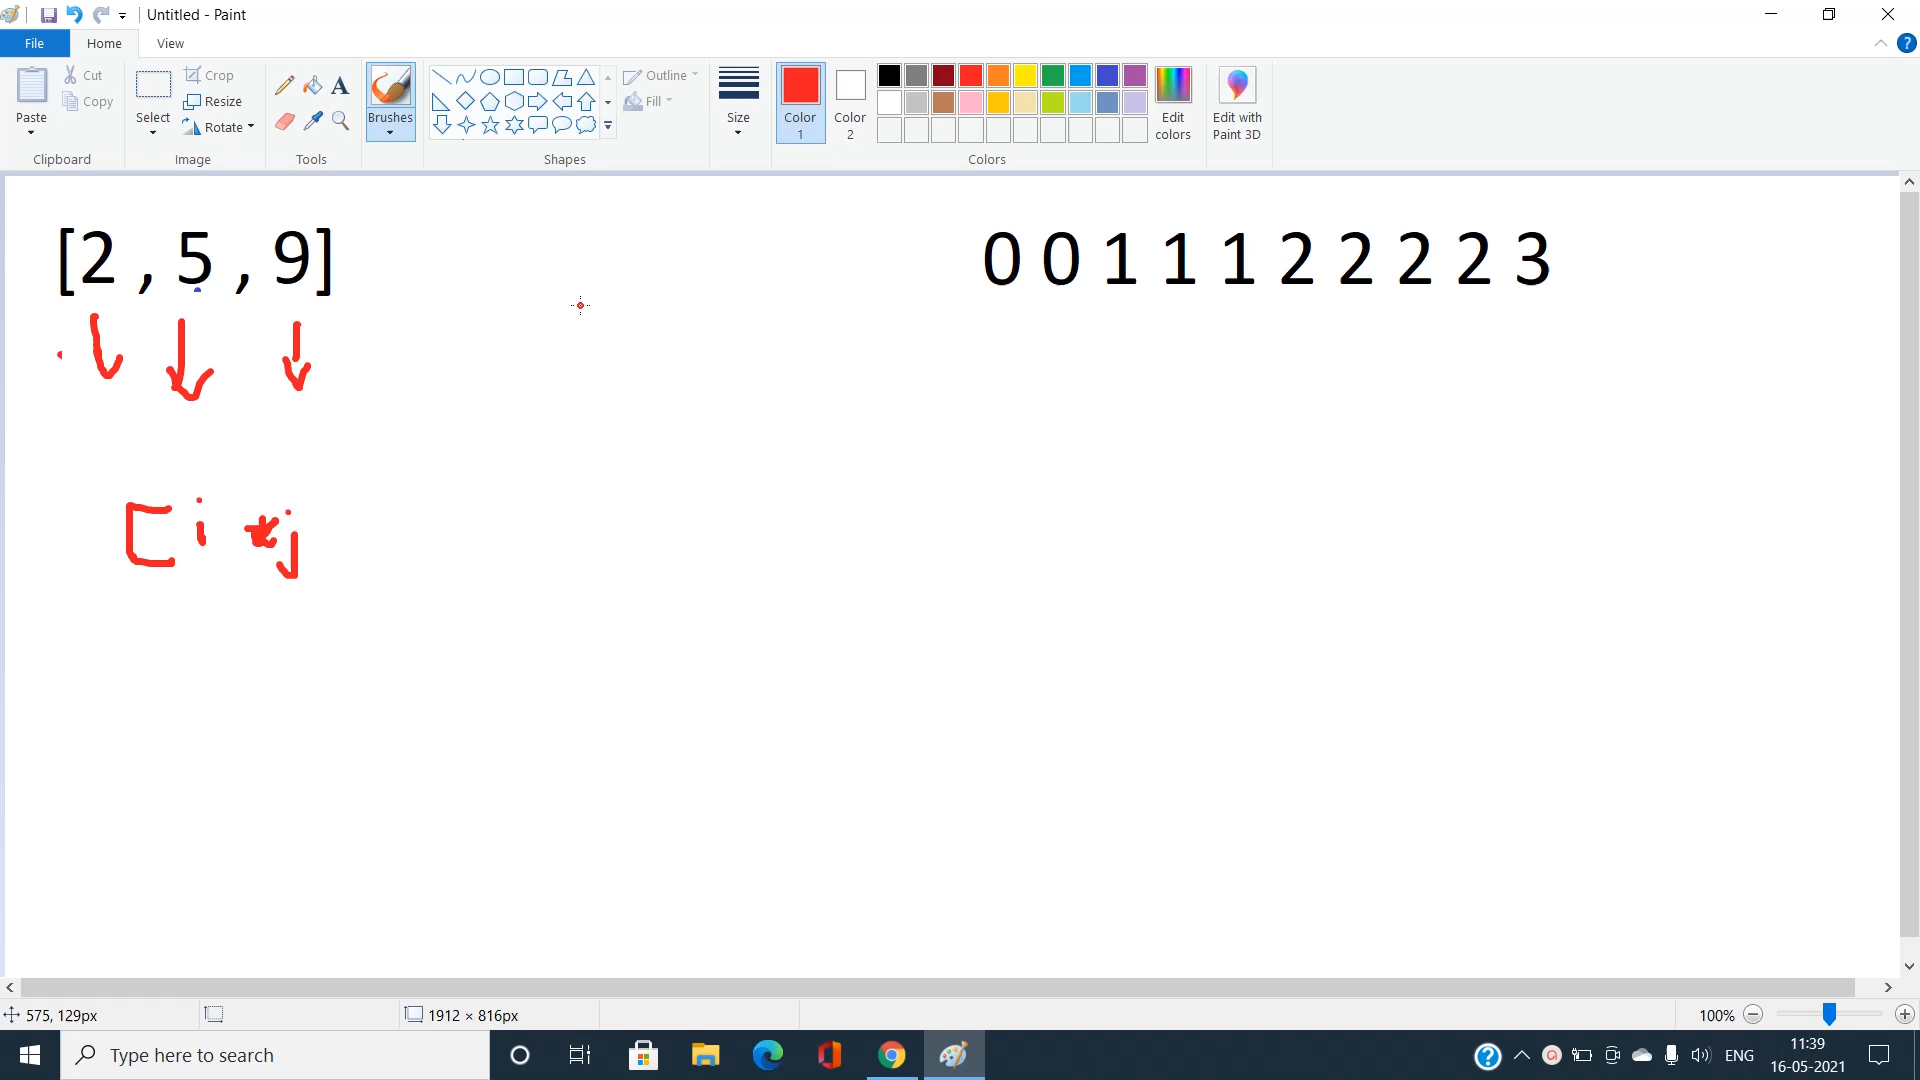 Untitled - Paint
File Home View
Paste
Cut
Copy
Clipboard
Select
Crop
Resize
Rotate
Image
Tools
Brushes
Shapes
Outline
Fill
Size
Color 1
Color 2
Colors
Edit colors
Edit with Paint 3D
[2 , 5 , 9]
0 0 1 1 1 2 2 2 2 3
[ i * j
575, 129px
1912 × 816px
100%
Type here to search
ENG
11:39
16-05-2021